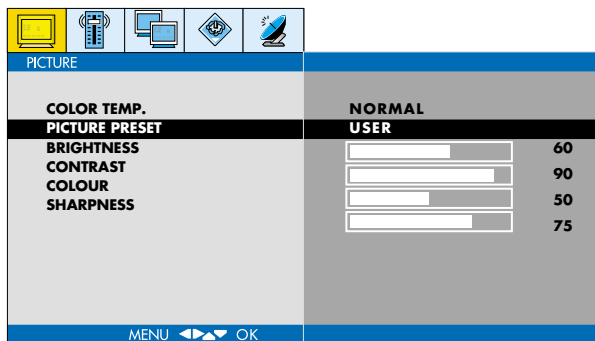 PICTURE
COLOR TEMP. NORMAL
PICTURE PRESET USER
BRIGHTNESS 60
CONTRAST 90
COLOUR 50
SHARPNESS 75
MENU OK